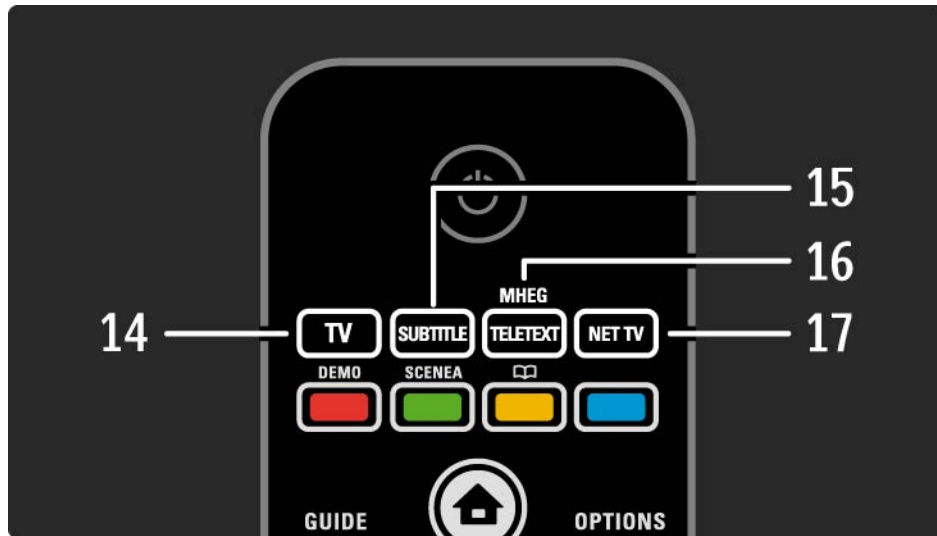 15
16
MHEG
14
TV SUBTITLE TELETEXT NET TV
17
DEMO SCENEA
GUIDE OPTIONS